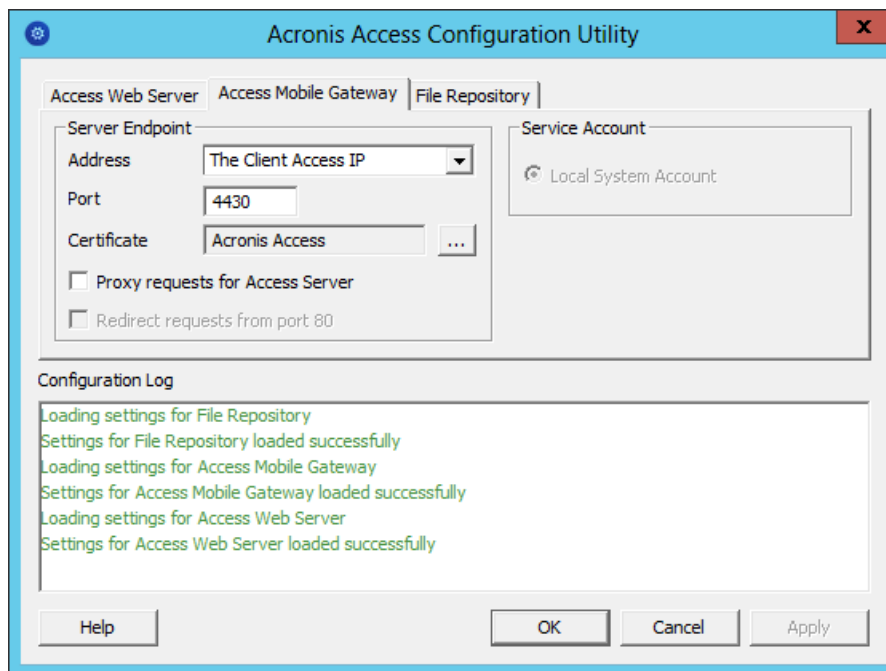 Acronis Access Configuration Utility
x
Access Web Server
Access Mobile Gateway
File Repository
Server Endpoint
Address
The Client Access IP
Port
4430
Certificate
Acronis Access
...
Proxy requests for Access Server
Redirect requests from port 80
Service Account
Local System Account
Configuration Log
Loading settings for File Repository
Settings for File Repository loaded successfully
Loading settings for Access Mobile Gateway
Settings for Access Mobile Gateway loaded successfully
Loading settings for Access Web Server
Settings for Access Web Server loaded successfully
Help
OK
Cancel
Apply